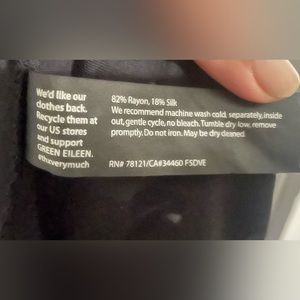 We'd like our
clothes back.
Recycle them at
our US stores
and support
GREEN EILEEN.
#thxverymuch
82% Rayon, 18% Silk
We recommend machine wash cold, separately, inside
out, gentle cycle, no bleach. Tumble dry low, remove
promptly. Do not iron. May be dry cleaned.
RN# 78121/CA#34460 FSDVE